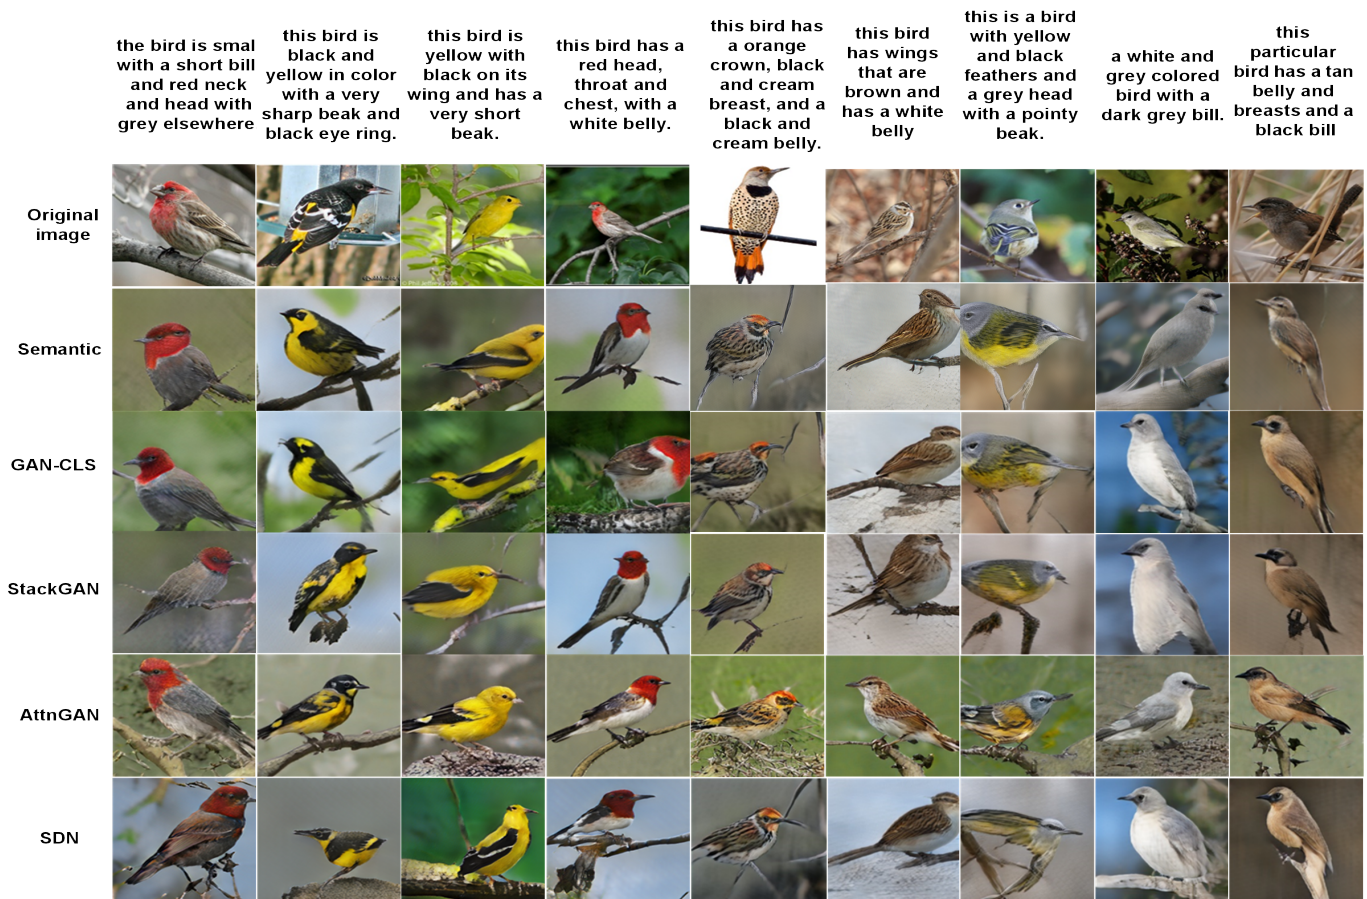 the bird is smal
with a short bill
and red neck
and head with
grey elsewhere
this bird is
black and
yellow in color
with a very
sharp beak and
black eye ring.
this bird is
yellow with
black on its
wing and has a
very short
beak.
this bird has a
red head,
throat and
chest, with a
white belly.
this bird has
a orange
crown, black
and cream
breast, and a
black and
cream belly.
this bird
has wings
that are
brown and
has a white
belly
this is a bird
with yellow
and black
feathers and
a grey head
with a pointy
beak.
a white and
grey colored
bird with a
dark grey bill.
this
particular
bird has a tan
belly and
breasts and a
black bill
Original
image
Semantic
GAN-CLS
StackGAN
AttnGAN
SDN